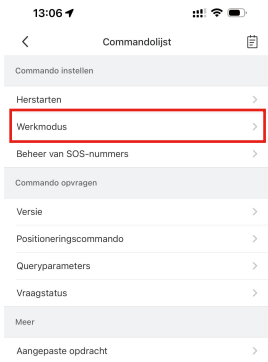 13:06
Commandolijst
Commando instellen
Herstarten
Werkmodus
Beheer van SOS-nummers
Commando opvragen
Versie
Positioneringscommando
Queryparameters
Vraagstatus
Meer
Aangepaste opdracht